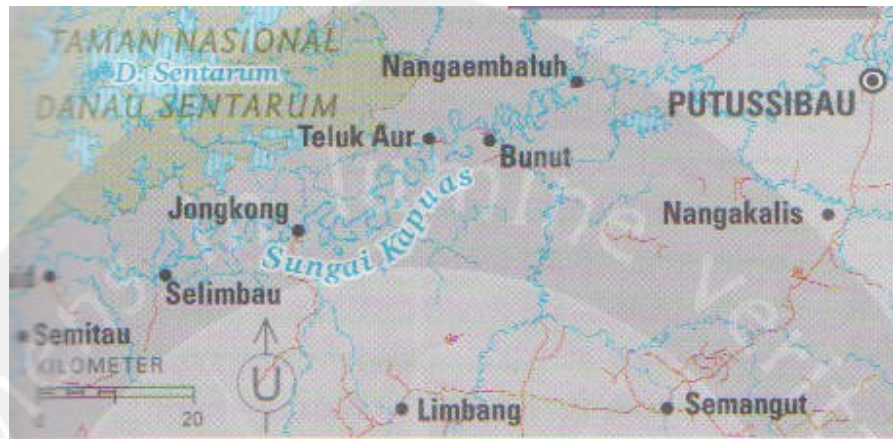 TAMAN NASIONAL
D. Sentarum
DANAU SENTARUM
Nangaembaluh
PUTUSSIBAU
Teluk Aur
Bunut
Sungai Kapuas
Jongkong
Nangakalis
Selimbau
Semitau
KILOMETER
20
U
Limbang
Semangut